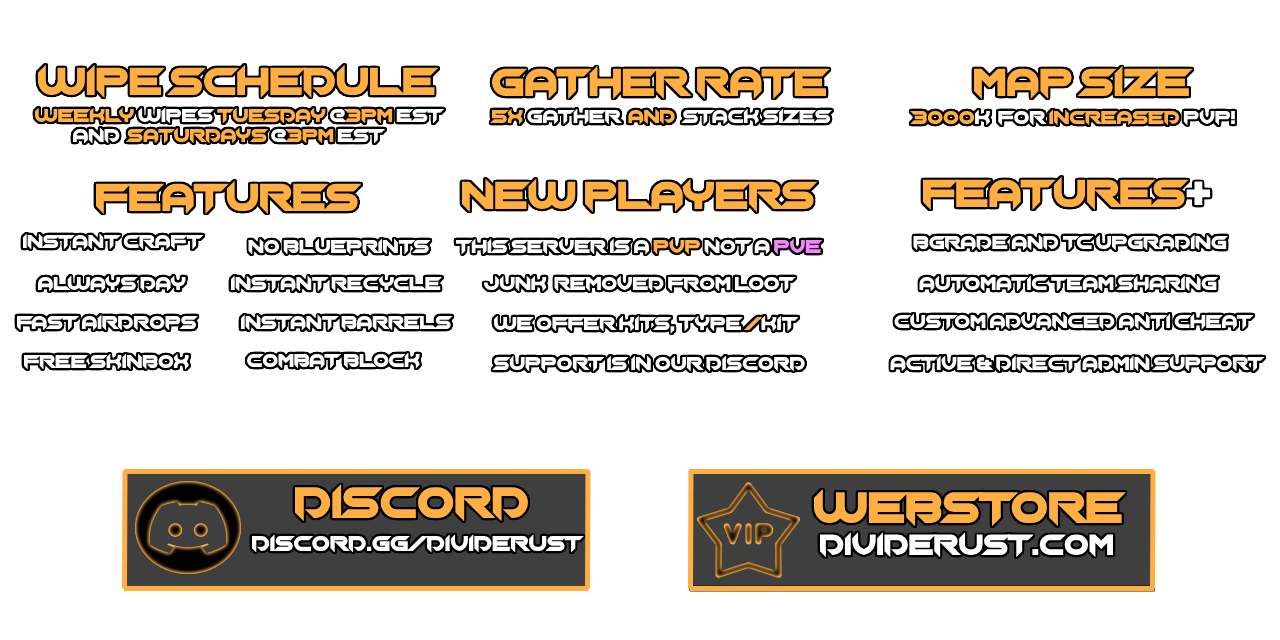 WIPE SCHEDULE
WEEKLY WIPES TUESDAY @3PM EST
AND SATURDAYS @3PM EST
GATHER RATE
5X GATHER AND STACK SIZES
MAP SIZE
3000K FOR INCREASED PVP!
FEATURES
INSTANT CRAFT
NO BLUEPRINTS
ALWAYS DAY
INSTANT RECYCLE
FAST AIRDROPS
INSTANT BARRELS
FREE SKINBOX
COMBAT BLOCK
NEW PLAYERS
THIS SERVER IS A PVP NOT A PVE
JUNK REMOVED FROM LOOT
WE OFFER KITS, TYPE /KIT
SUPPORT IS IN OUR DISCORD
FEATURES+
BGRADE AND TC UPGRADING
AUTOMATIC TEAM SHARING
CUSTOM ADVANCED ANTI CHEAT
ACTIVE & DIRECT ADMIN SUPPORT
DISCORD
DISCORD.GG/DIVIDERUST
VIP
WEBSTORE
DIVIDERUST.COM